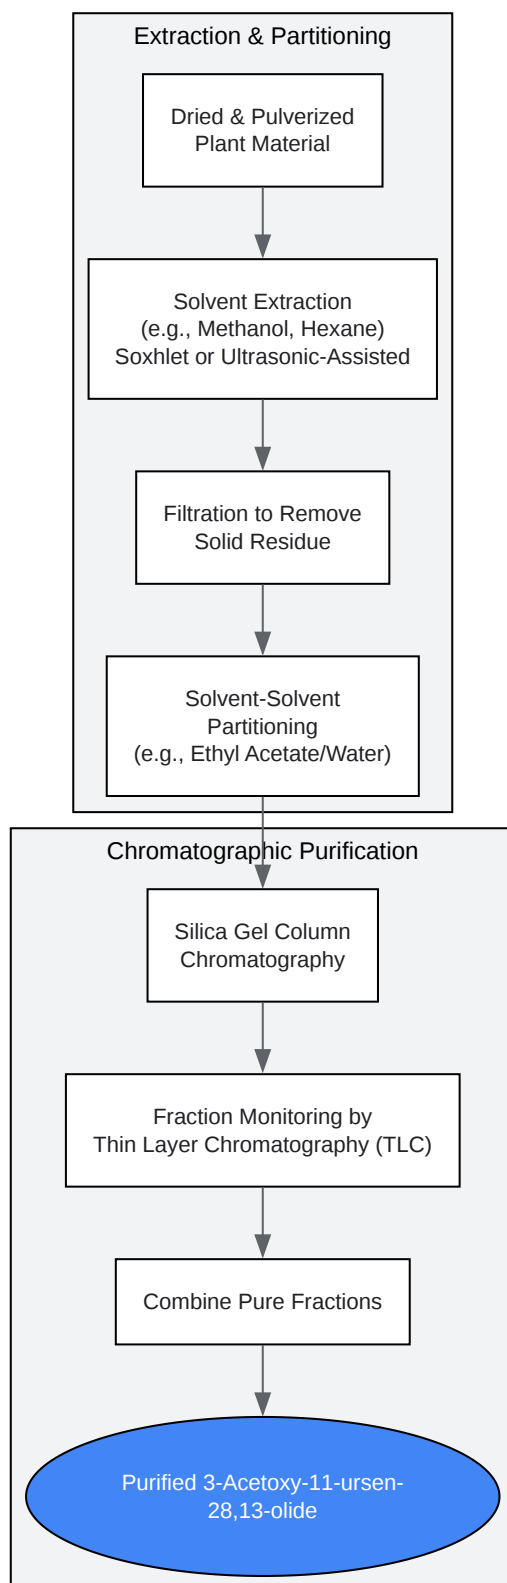 Extraction & Partitioning
Dried & Pulverized
Plant Material
Solvent Extraction
(e.g., Methanol, Hexane)
Soxhlet or Ultrasonic-Assisted
Filtration to Remove
Solid Residue
Solvent-Solvent
Partitioning
(e.g., Ethyl Acetate/Water)
Chromatographic Purification
Silica Gel Column
Chromatography
Fraction Monitoring by
Thin Layer Chromatography (TLC)
Combine Pure Fractions
Purified 3-Acetoxy-11-ursen-
28,13-olide